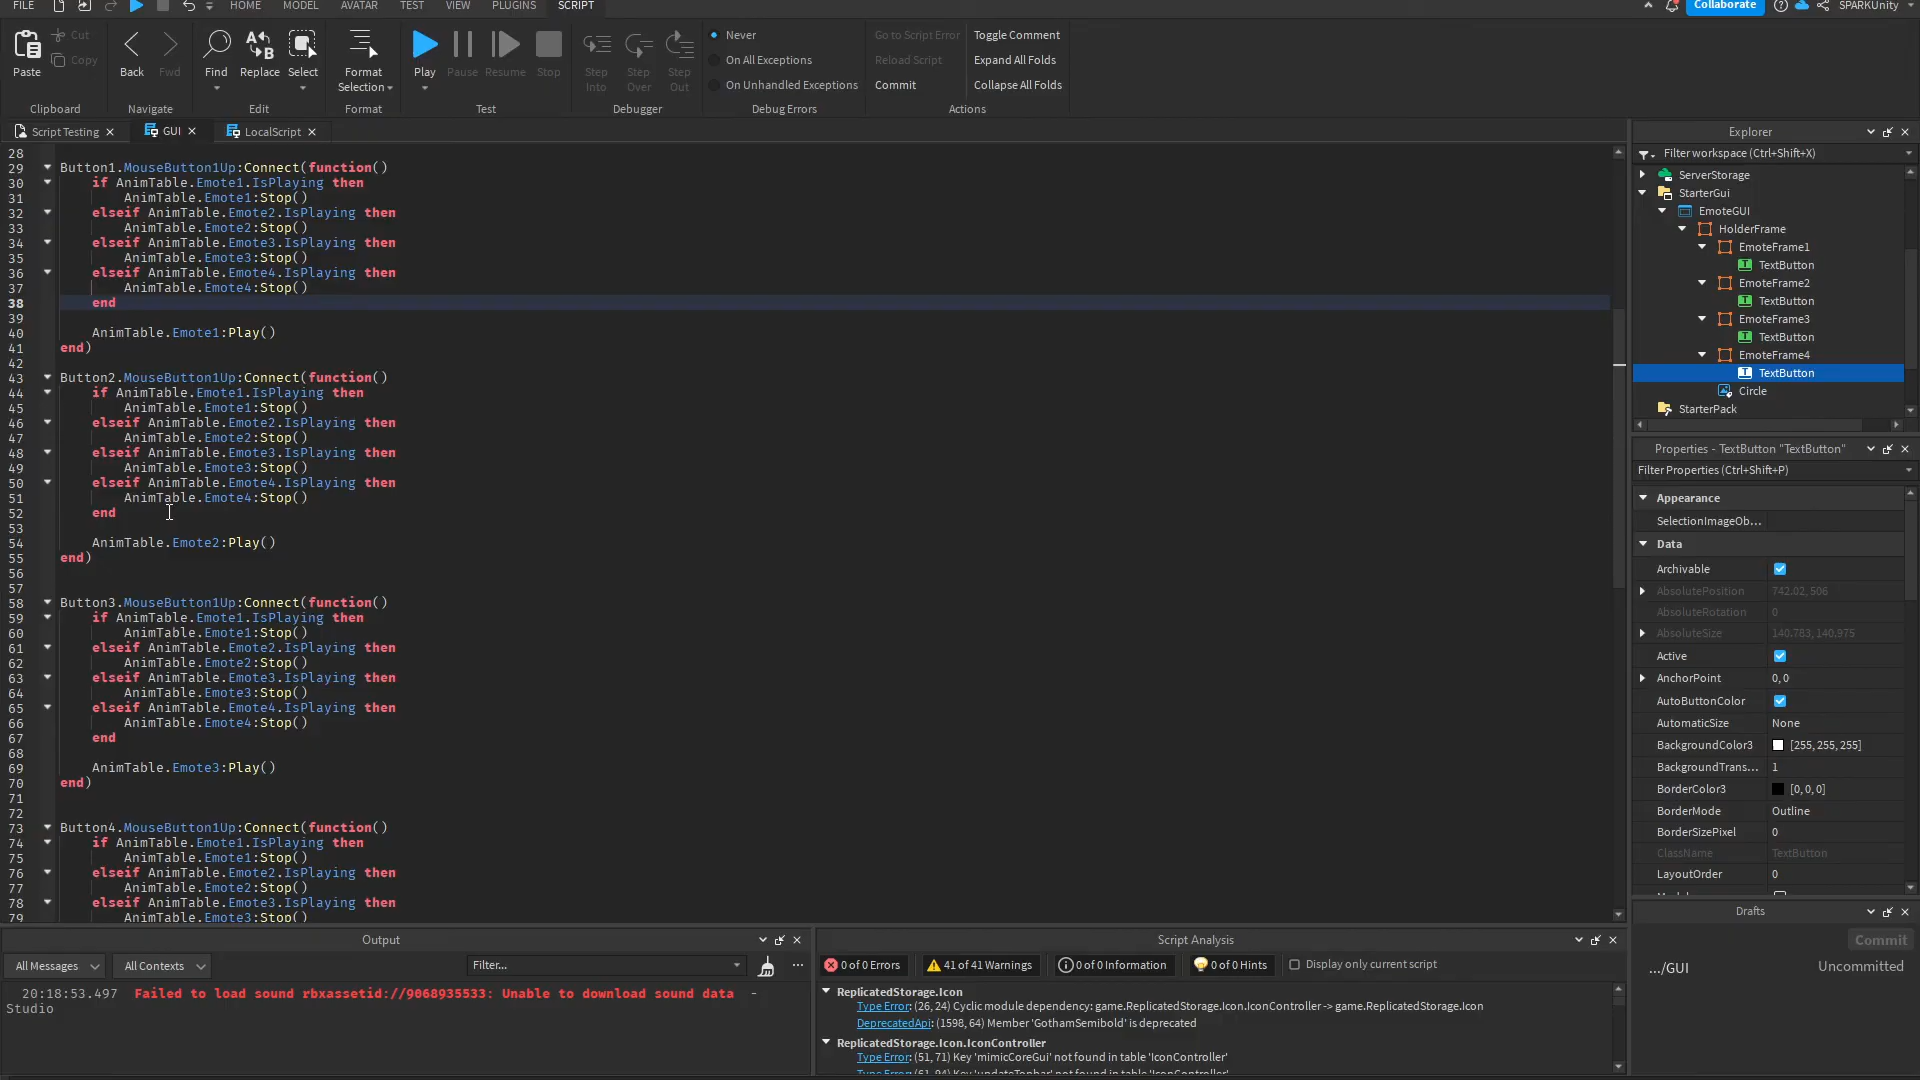 FILE HOME MODEL AVATAR TEST VIEW PLUGINS SCRIPT Collaborate SPARKUnity
Paste Cut Copy Back Fwd Find Replace Select Format Selection Play Pause Resume Stop Step Into Step Over Step Out
Never Go to Script Error Toggle Comment
On All Exceptions Reload Script Expand All Folds
On Unhandled Exceptions Commit Collapse All Folds
Clipboard Navigate Edit Format Test Debugger Debug Errors Actions
Script Testing GUI LocalScript
28
29 Button1.MouseButton1Up:Connect(function()
30 if AnimTable.Emote1.IsPlaying then
31 AnimTable.Emote1:Stop()
32 elseif AnimTable.Emote2.IsPlaying then
33 AnimTable.Emote2:Stop()
34 elseif AnimTable.Emote3.IsPlaying then
35 AnimTable.Emote3:Stop()
36 elseif AnimTable.Emote4.IsPlaying then
37 AnimTable.Emote4:Stop()
38 end
39
40 AnimTable.Emote1:Play()
41 end)
42
43 Button2.MouseButton1Up:Connect(function()
44 if AnimTable.Emote1.IsPlaying then
45 AnimTable.Emote1:Stop()
46 elseif AnimTable.Emote2.IsPlaying then
47 AnimTable.Emote2:Stop()
48 elseif AnimTable.Emote3.IsPlaying then
49 AnimTable.Emote3:Stop()
50 elseif AnimTable.Emote4.IsPlaying then
51 AnimTable.Emote4:Stop()
52 end
53
54 AnimTable.Emote2:Play()
55 end)
56
57
58 Button3.MouseButton1Up:Connect(function()
59 if AnimTable.Emote1.IsPlaying then
60 AnimTable.Emote1:Stop()
61 elseif AnimTable.Emote2.IsPlaying then
62 AnimTable.Emote2:Stop()
63 elseif AnimTable.Emote3.IsPlaying then
64 AnimTable.Emote3:Stop()
65 elseif AnimTable.Emote4.IsPlaying then
66 AnimTable.Emote4:Stop()
67 end
68
69 AnimTable.Emote3:Play()
70 end)
71
72
73 Button4.MouseButton1Up:Connect(function()
74 if AnimTable.Emote1.IsPlaying then
75 AnimTable.Emote1:Stop()
76 elseif AnimTable.Emote2.IsPlaying then
77 AnimTable.Emote2:Stop()
78 elseif AnimTable.Emote3.IsPlaying then
79 AnimTable.Emote3:Stop()
Explorer
Filter workspace (Ctrl+Shift+X)
ServerStorage
StarterGui
EmoteGUI
HolderFrame
EmoteFrame1
TextButton
EmoteFrame2
TextButton
EmoteFrame3
TextButton
EmoteFrame4
TextButton
Circle
StarterPack
Properties - TextButton "TextButton"
Filter Properties (Ctrl+Shift+P)
Appearance
SelectionImageOb...
Data
Archivable
AbsolutePosition 742.02, 506
AbsoluteRotation 0
AbsoluteSize 140.783, 140.975
Active
AnchorPoint 0, 0
AutoButtonColor
AutomaticSize None
BackgroundColor3 [255, 255, 255]
BackgroundTrans... 1
BorderColor3 [0, 0, 0]
BorderMode Outline
BorderSizePixel 0
ClassName TextButton
LayoutOrder 0
Drafts
Commit
.../GUI Uncommitted
Output
All Messages All Contexts Filter... ...
20:18:53.497 Failed to load sound rbxassetid://9068935533: Unable to download sound data -
Studio
Script Analysis
0 of 0 Errors 41 of 41 Warnings 0 of 0 Information 0 of 0 Hints Display only current script
ReplicatedStorage.Icon
Type Error: (26, 24) Cyclic module dependency: game.ReplicatedStorage.Icon.IconController -> game.ReplicatedStorage.Icon
DeprecatedApi: (1598, 64) Member 'GothamSemibold' is deprecated
ReplicatedStorage.Icon.IconController
Type Error: (51, 71) Key 'mimicCoreGui' not found in table 'IconController'
Type Error: (61, 94) Key 'updateTopbar' not found in table 'IconController'